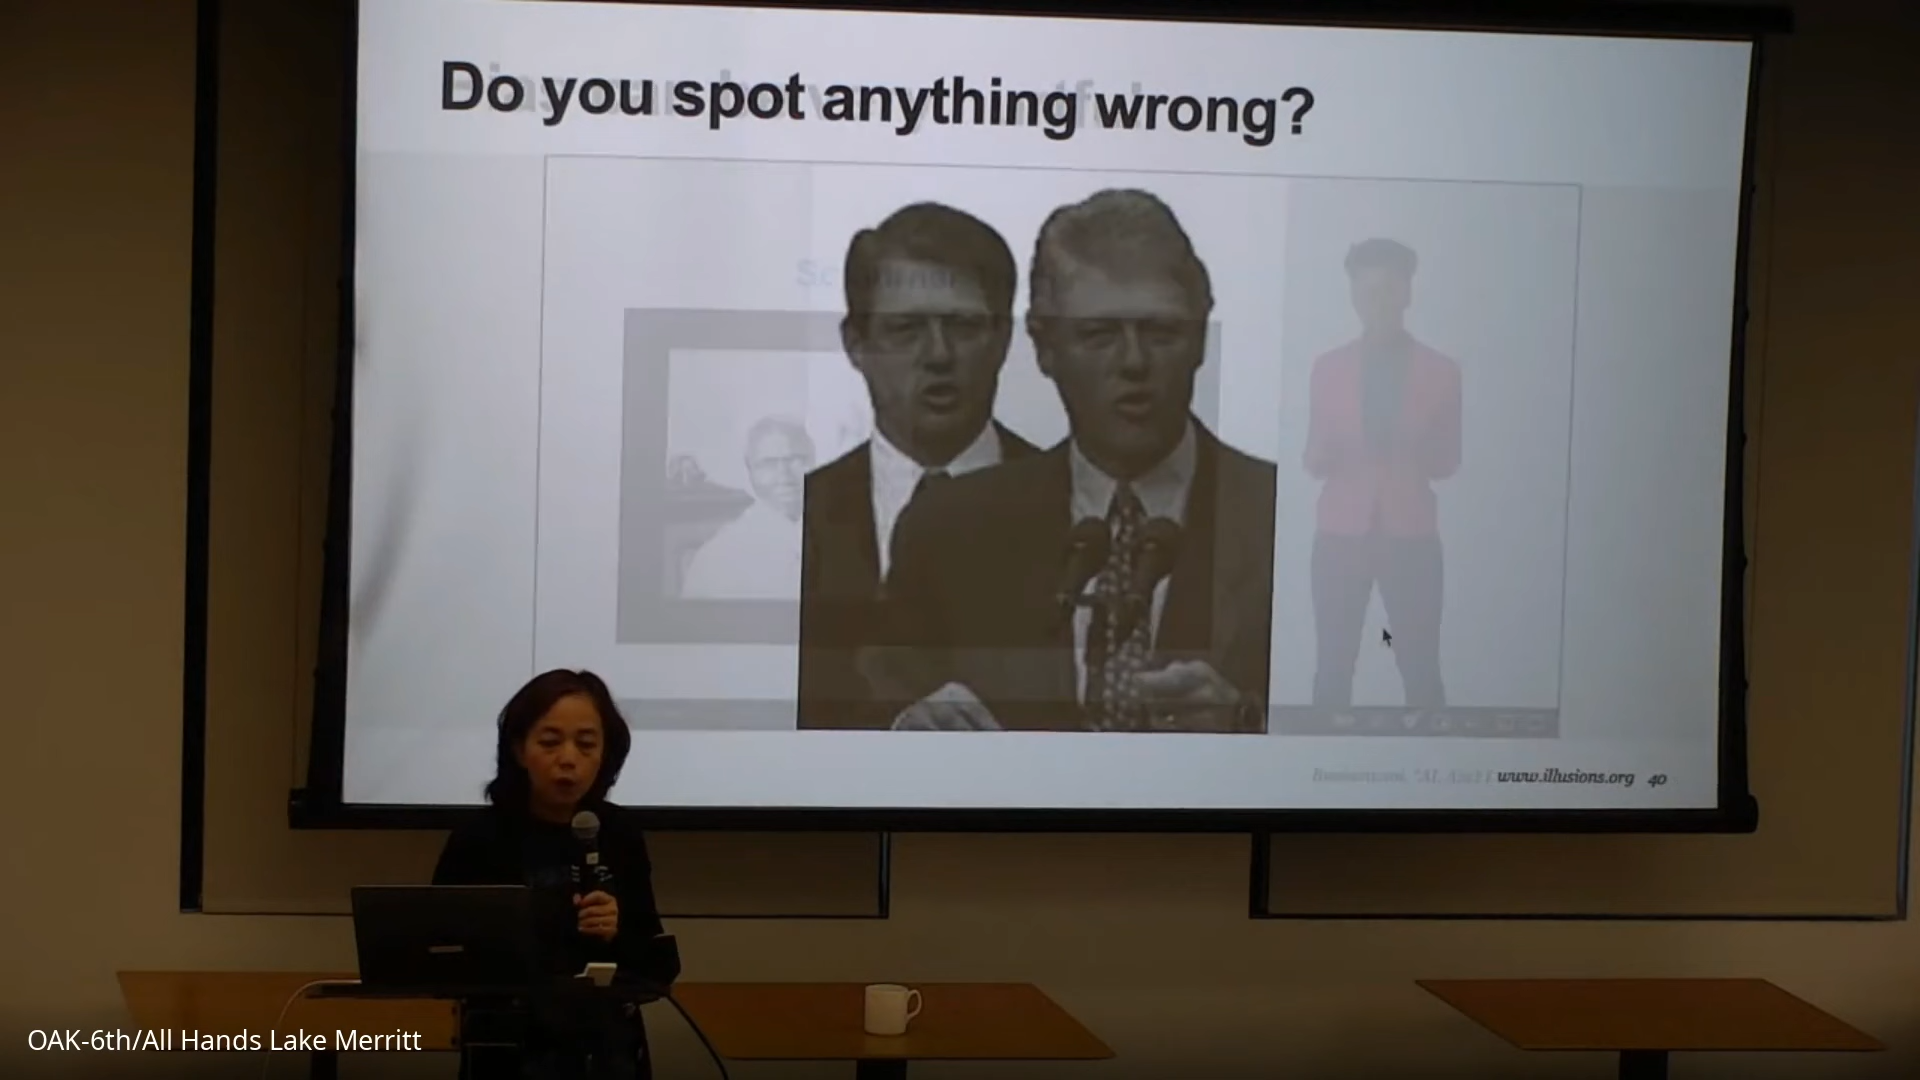 Do you spot anything wrong?
www.illusions.org 40
OAK-6th/All Hands Lake Merritt